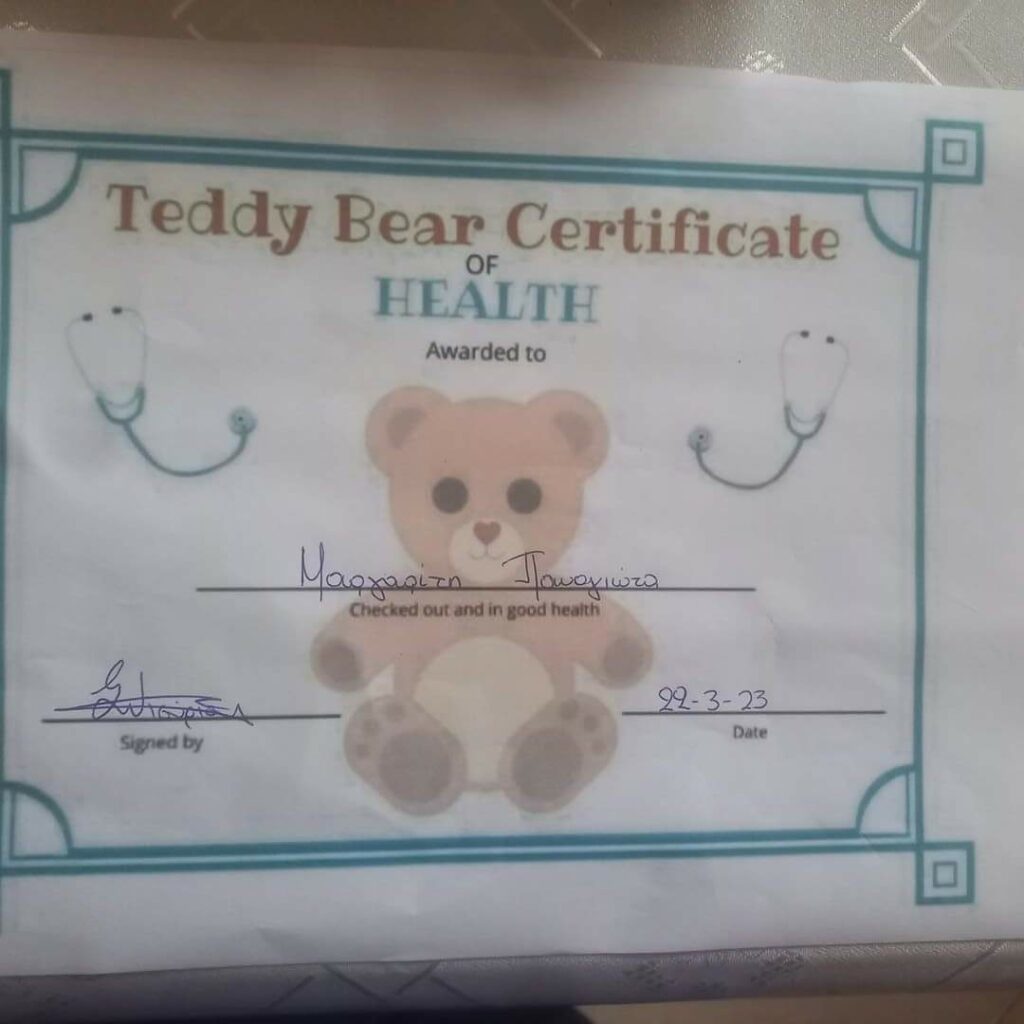 Teddy Bear Certificate
OF
HEALTH
Awarded to
Μαργαρίτη Παναγιώτα
Checked out and in good health
22-3-23
Signed by
Date